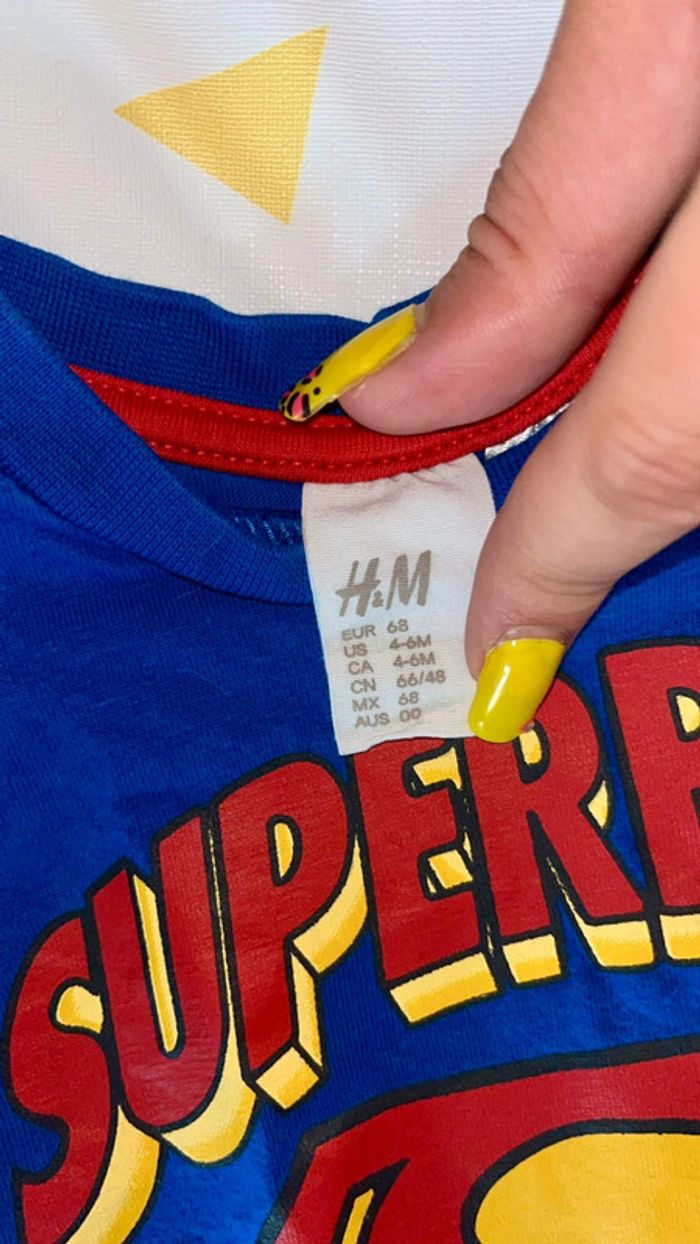 H&M
EUR 68
US 4-6M
CA 4-6M
CN 66/48
MX 68
AUS 00
SUPERB